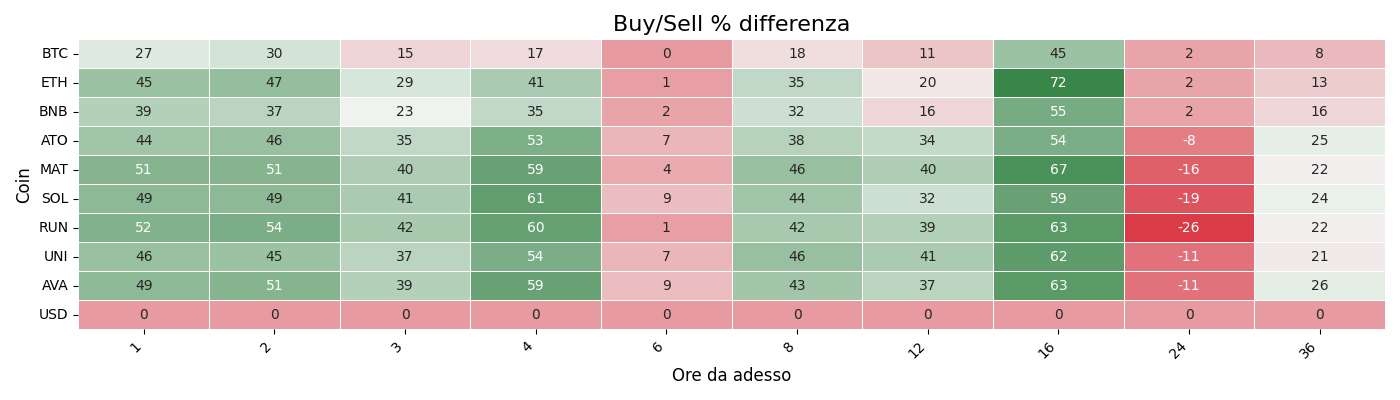 Buy/Sell % differenza
Coin
BTC 27 30 15 17 0 18 11 45 2 8
ETH 45 47 29 41 1 35 20 72 2 13
BNB 39 37 23 35 2 32 16 55 2 16
ATO 44 46 35 53 7 38 34 54 -8 25
MAT 51 51 40 59 4 46 40 67 -16 22
SOL 49 49 41 61 9 44 32 59 -19 24
RUN 52 54 42 60 1 42 39 63 -26 22
UNI 46 45 37 54 7 46 41 62 -11 21
AVA 49 51 39 59 9 43 37 63 -11 26
USD 0 0 0 0 0 0 0 0 0 0
1 2 3 4 6 8 12 16 24 36
Ore da adesso